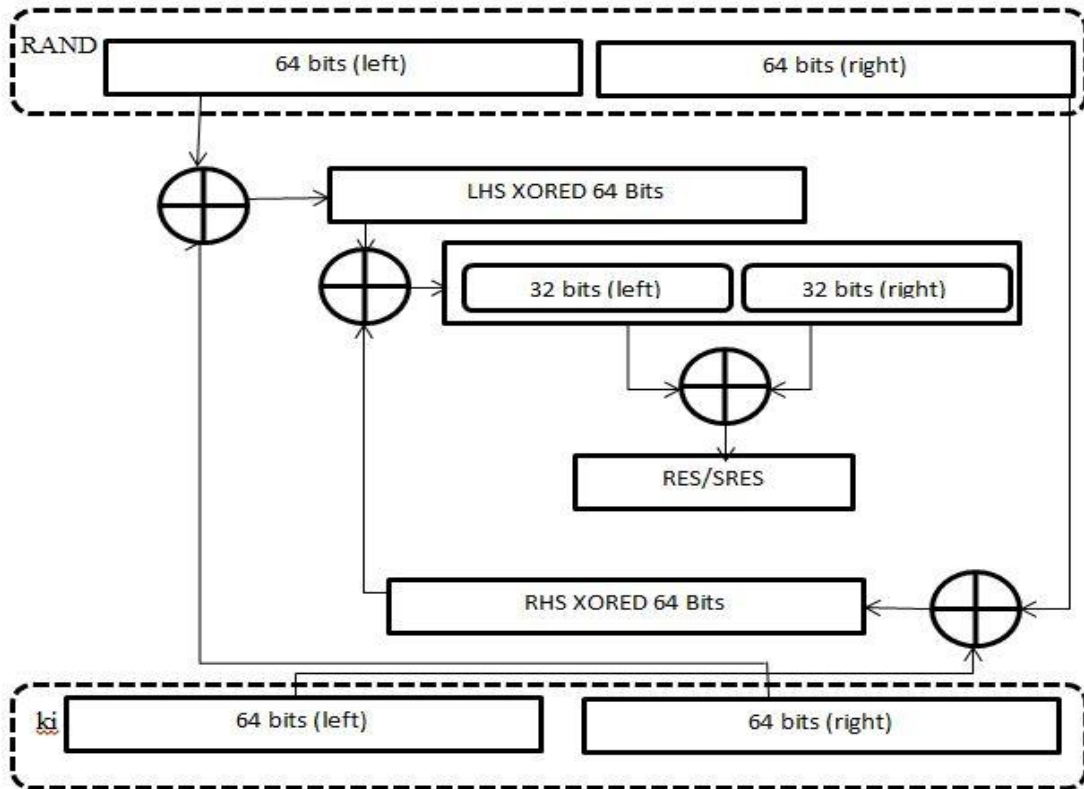 RAND
64 bits (left)
64 bits (right)
LHS XORED 64 Bits
32 bits (left)
32 bits (right)
RES/SRES
RHS XORED 64 Bits
ki
64 bits (left)
64 bits (right)